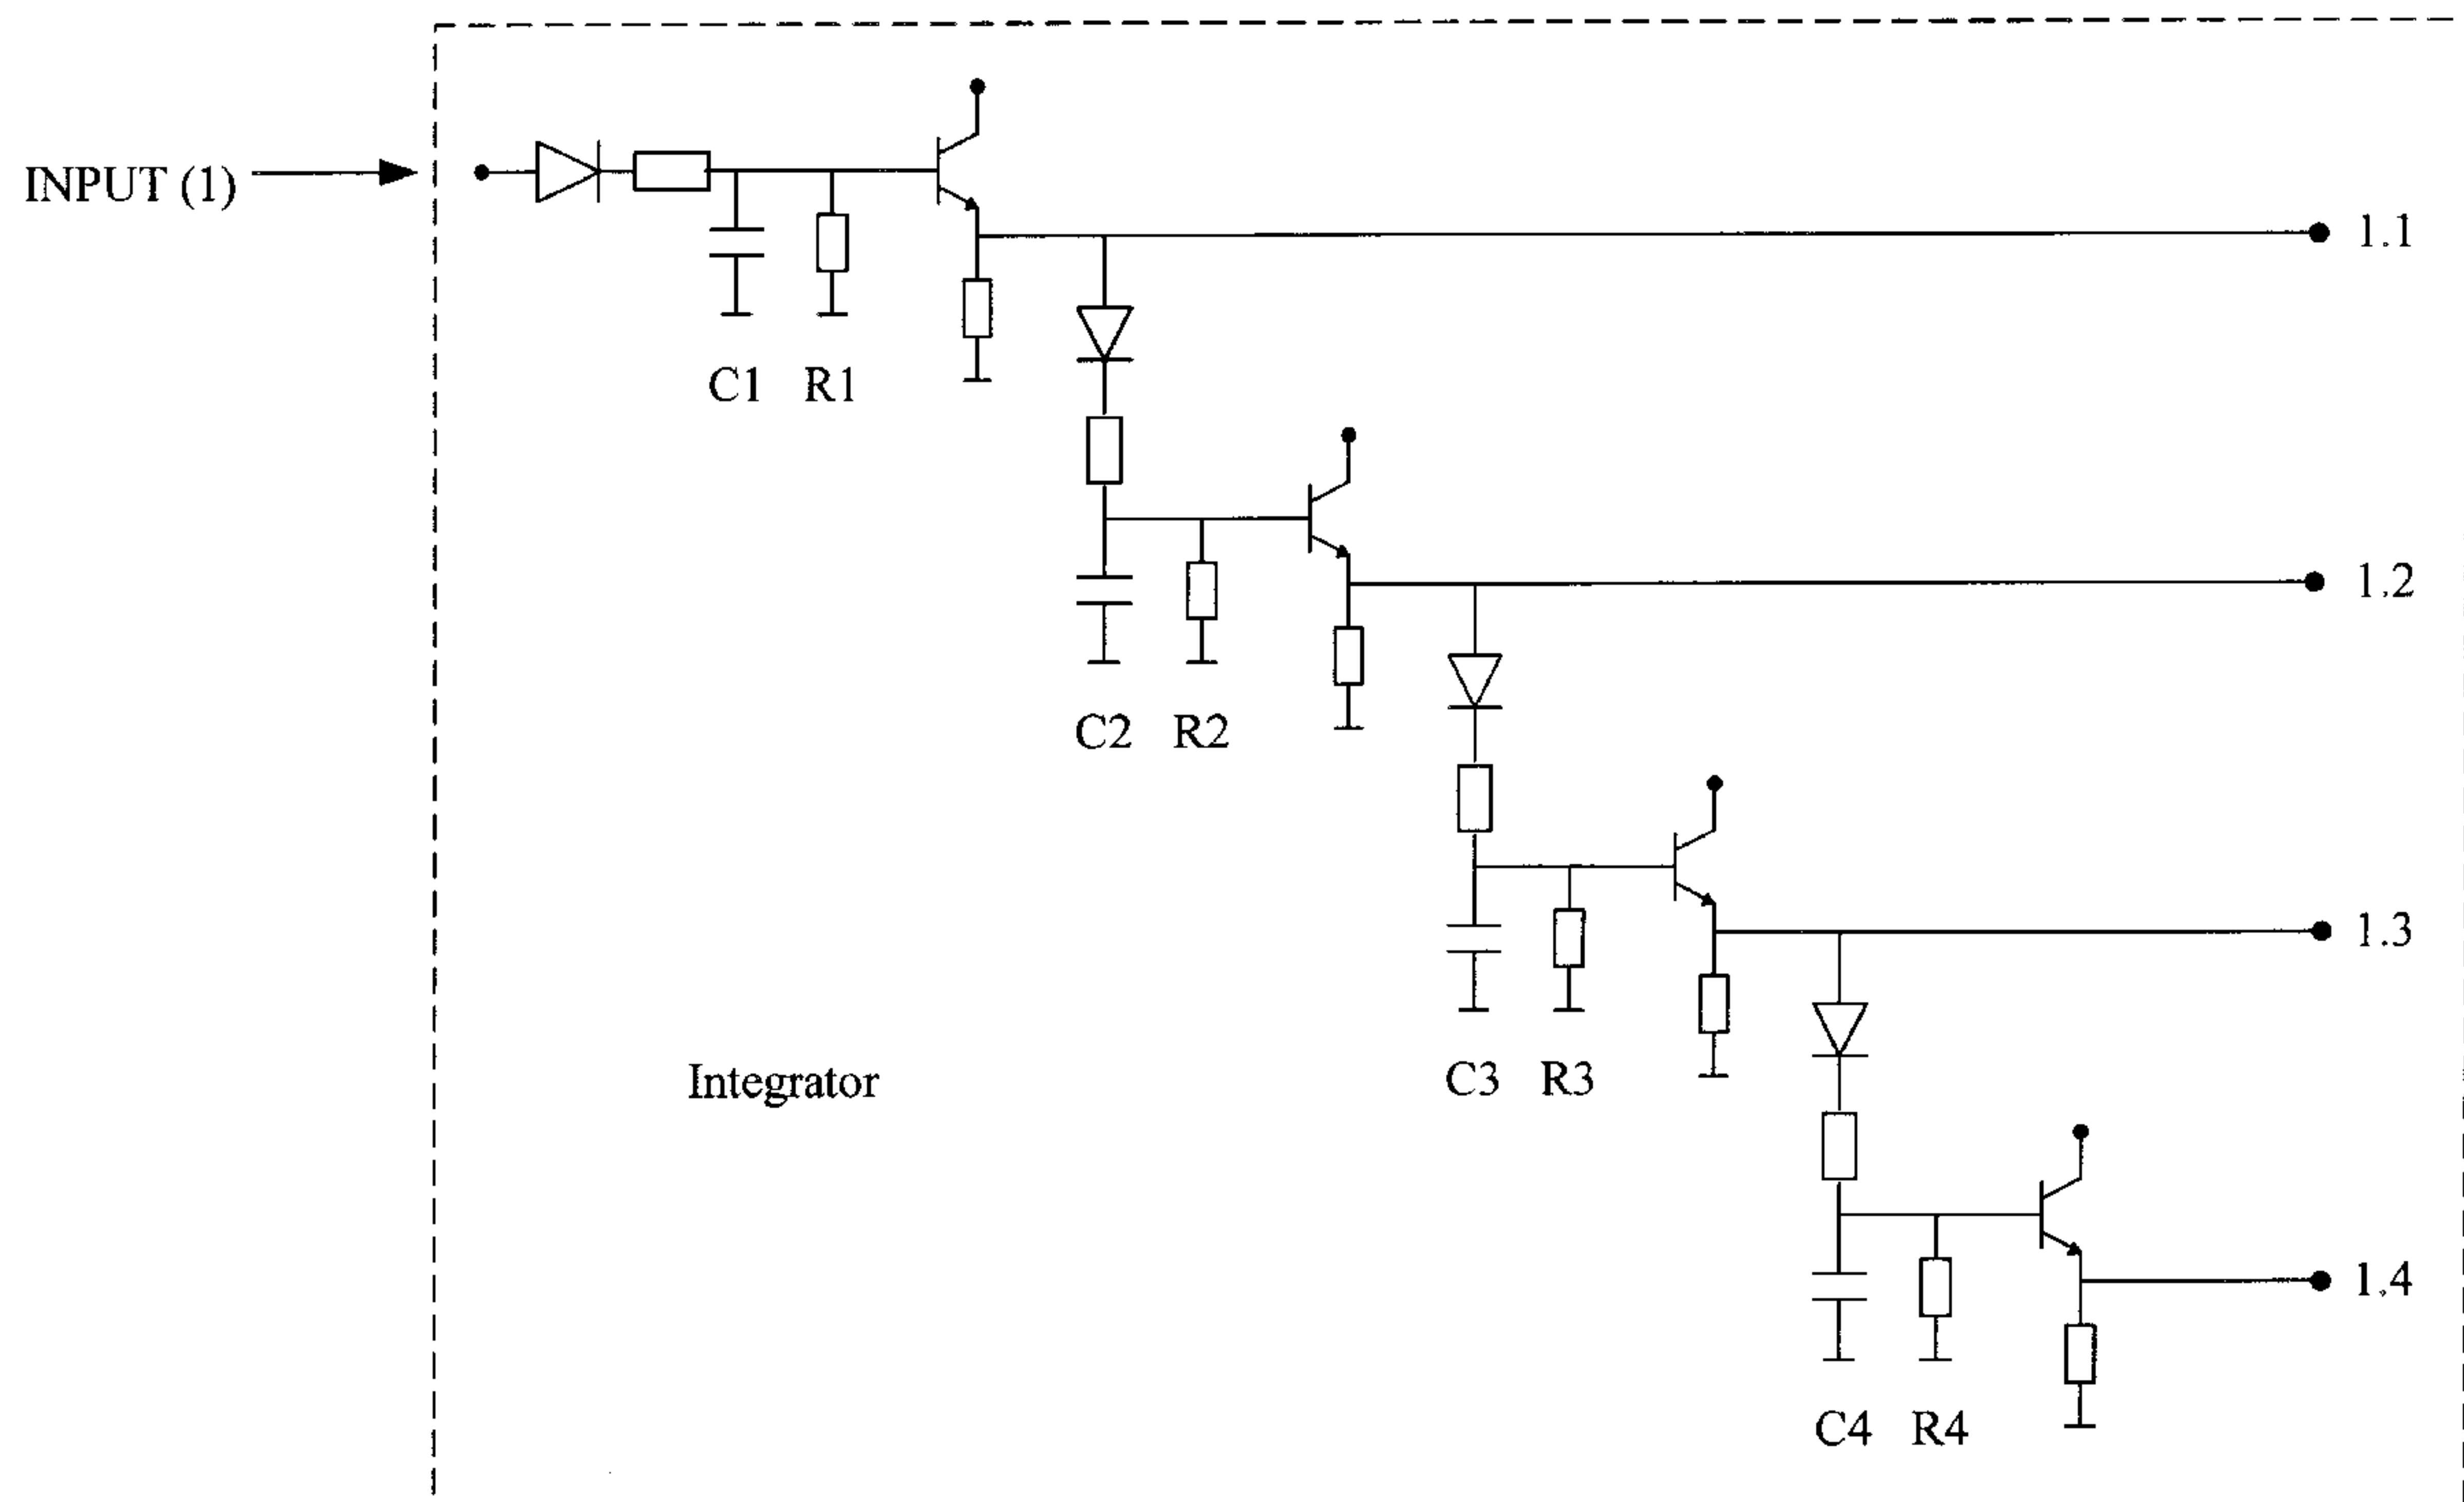 INPUT (1)
1.1
C1 R1
1.2
C2 R2
1.3
C3 R3
Integrator
1.4
C4 R4